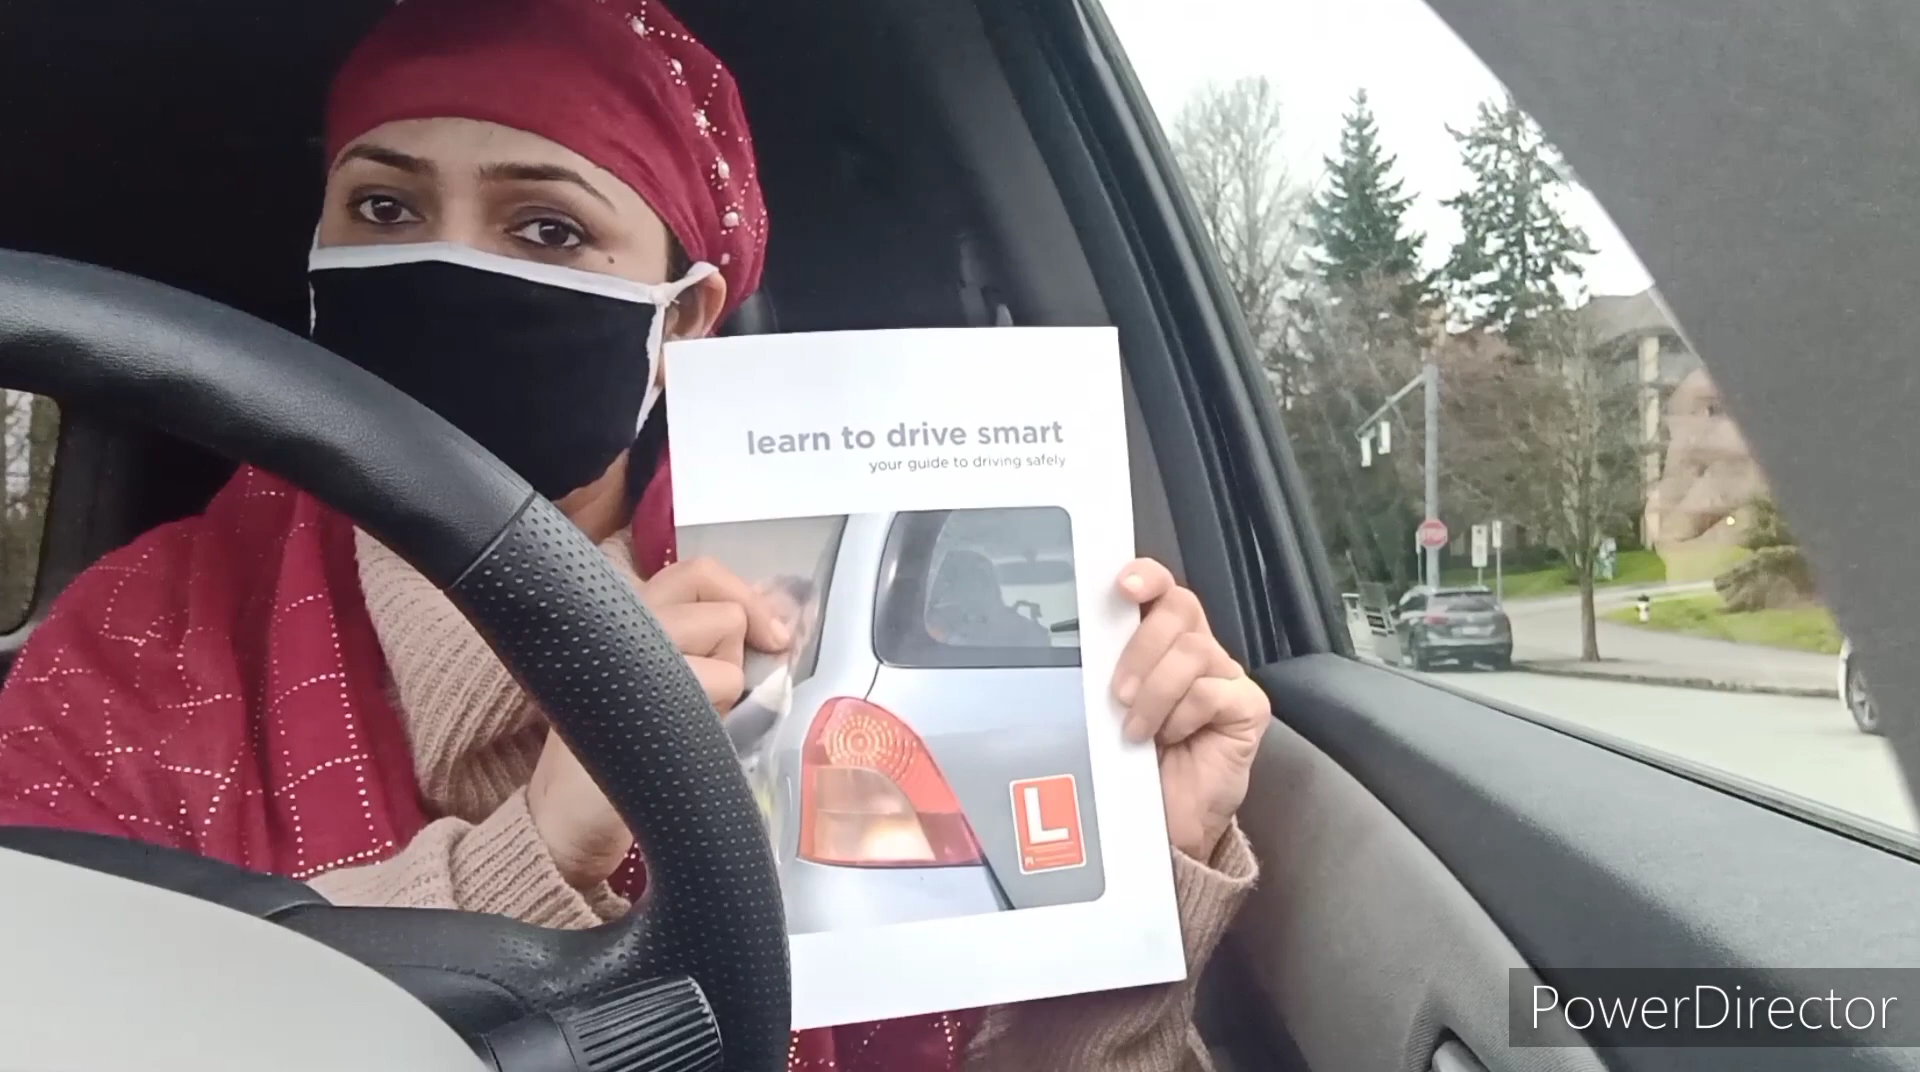 learn to drive smart
your guide to driving safely
L
PowerDirector